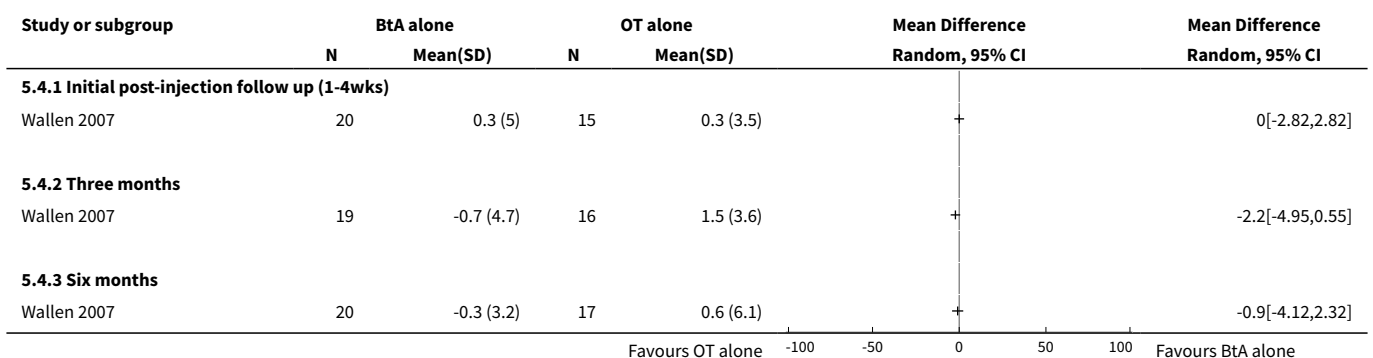 Study or subgroup BtA alone OT alone Mean Difference Mean Difference
N Mean(SD) N Mean(SD) Random, 95% CI Random, 95% CI
5.4.1 Initial post-injection follow up (1-4wks)
Wallen 2007 20 0.3 (5) 15 0.3 (3.5) 0[-2.82,2.82]
5.4.2 Three months
Wallen 2007 19 -0.7 (4.7) 16 1.5 (3.6) -2.2[-4.95,0.55]
5.4.3 Six months
Wallen 2007 20 -0.3 (3.2) 17 0.6 (6.1) -0.9[-4.12,2.32]
Favours OT alone -100 -50 0 50 100 Favours BtA alone